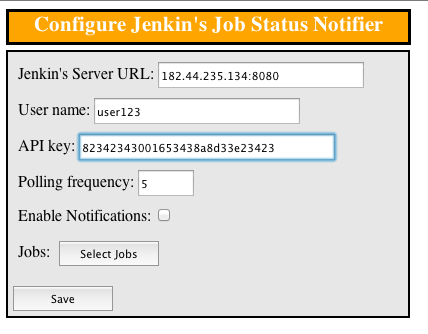 Configure Jenkin's Job Status Notifier
Jenkin's Server URL: 182.44.235.134:8080
User name: user123
API key: 82342343001653438a8d33e23423
Polling frequency: 5
Enable Notifications:
Jobs: Select Jobs
Save